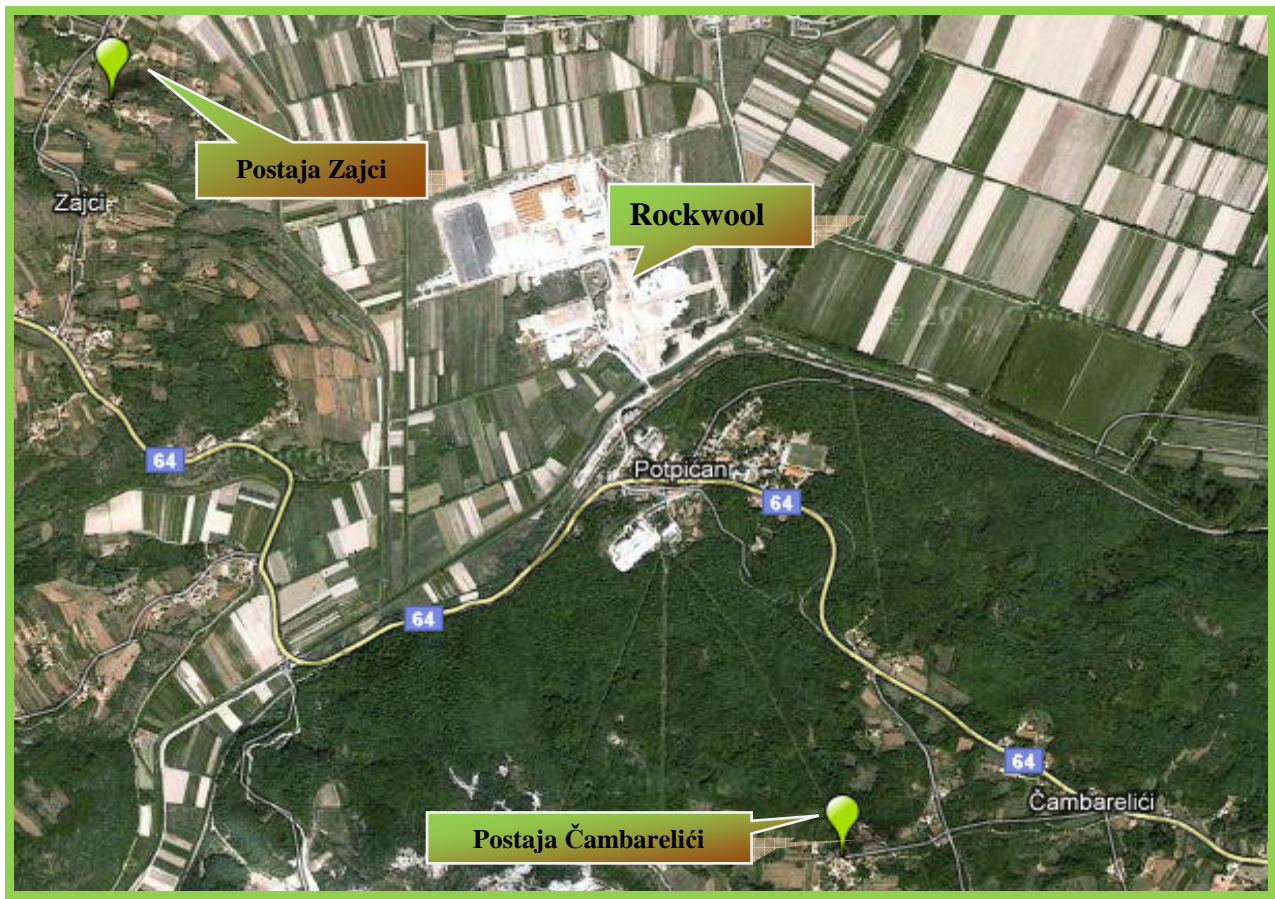 Postaja Zajci
Zajci
Rockwool
64
Potpićan
64
64
64
Čambarelići
Postaja Čambarelići